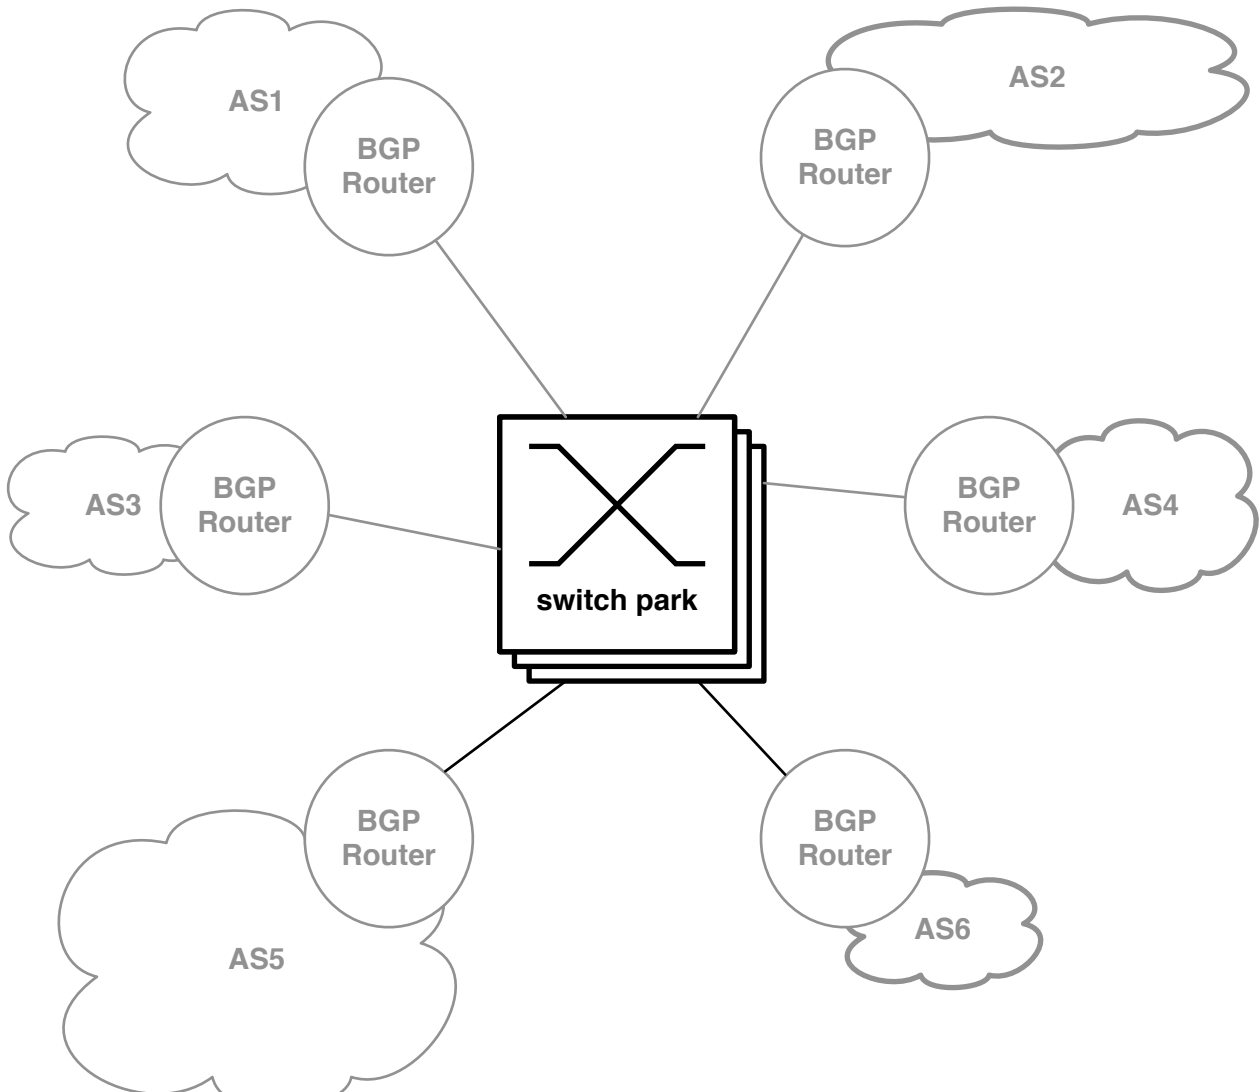 AS1
BGP
Router
AS2
BGP
Router
AS3
BGP
Router
switch park
BGP
Router
AS4
BGP
Router
AS5
BGP
Router
AS6